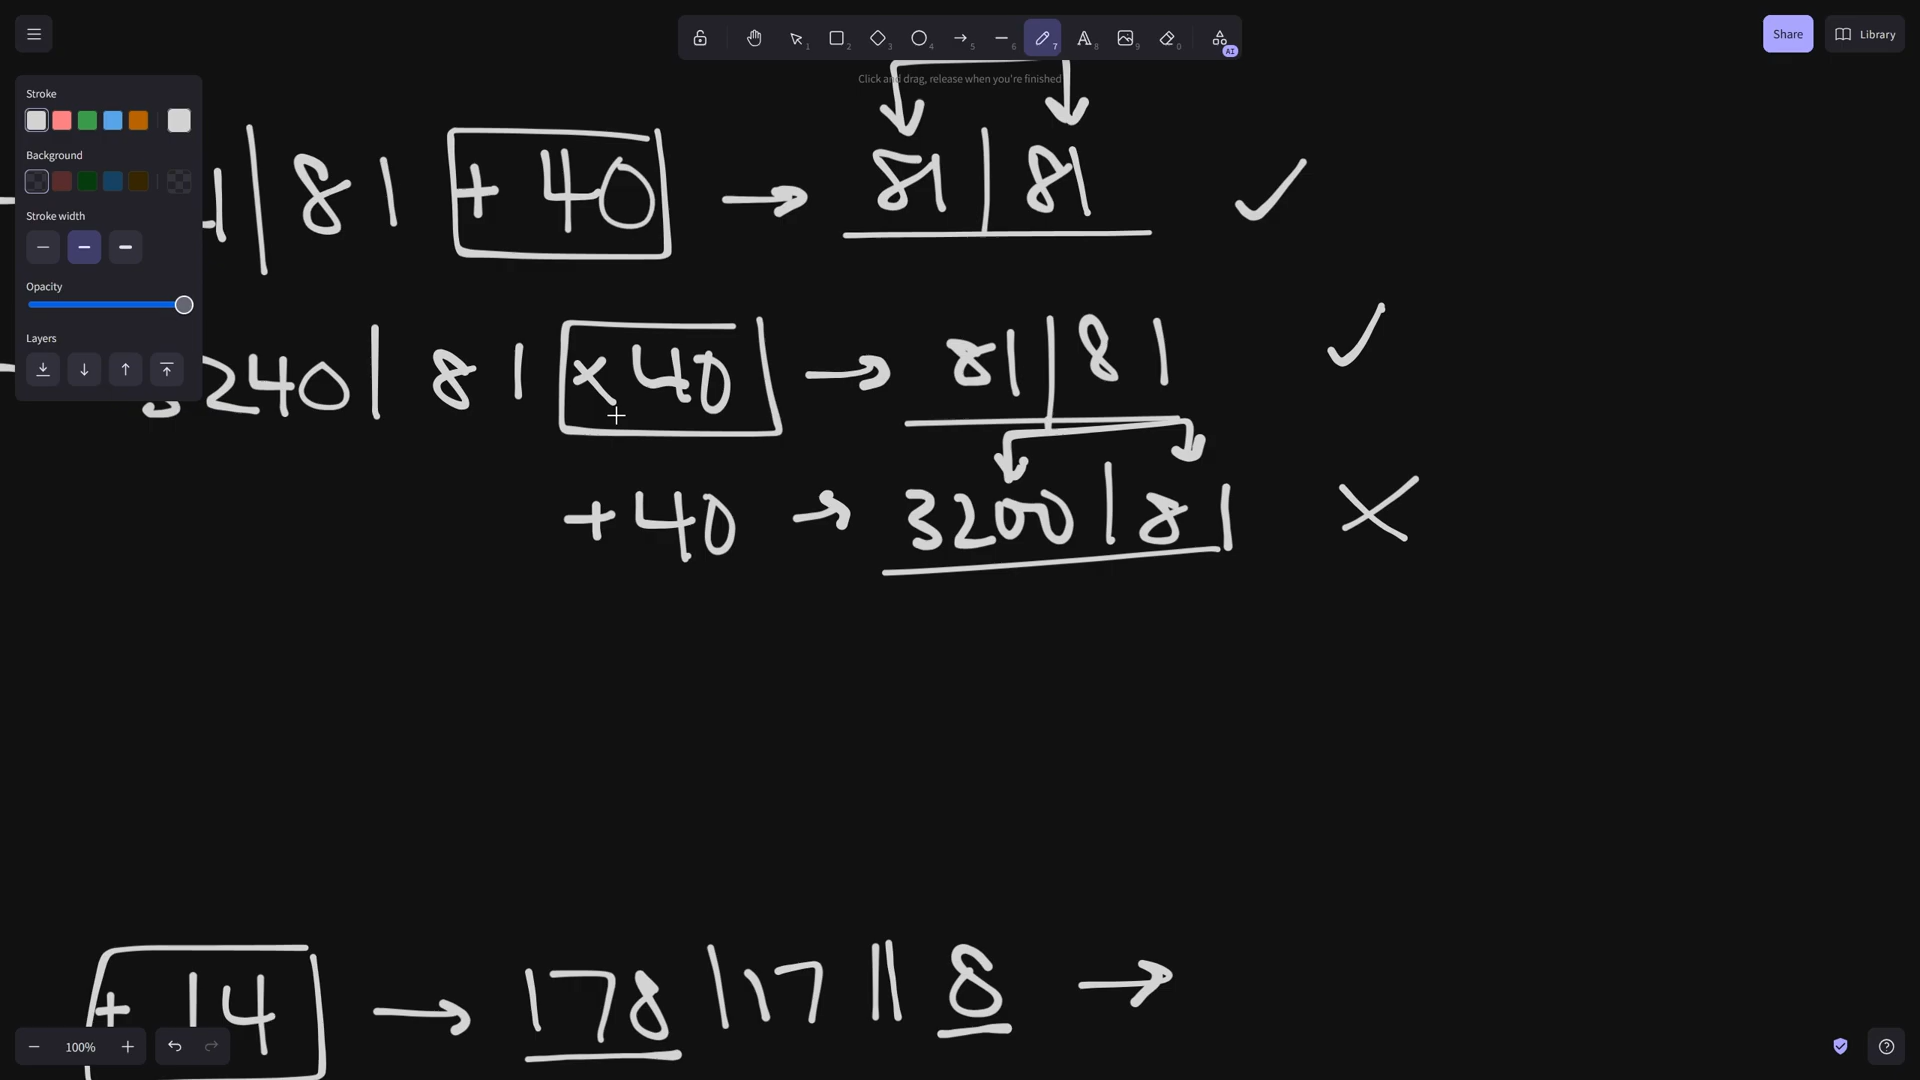 Share
Library
Click and drag, release when you're finished
Stroke
Background
Stroke width
Opacity
Layers
1|81 + 40 → 81|81 ✓
3240|81 × 40 → 81|81 ✓
+ 40 → 3200|81 ×
+ 14 → 178|17||8 →
100%